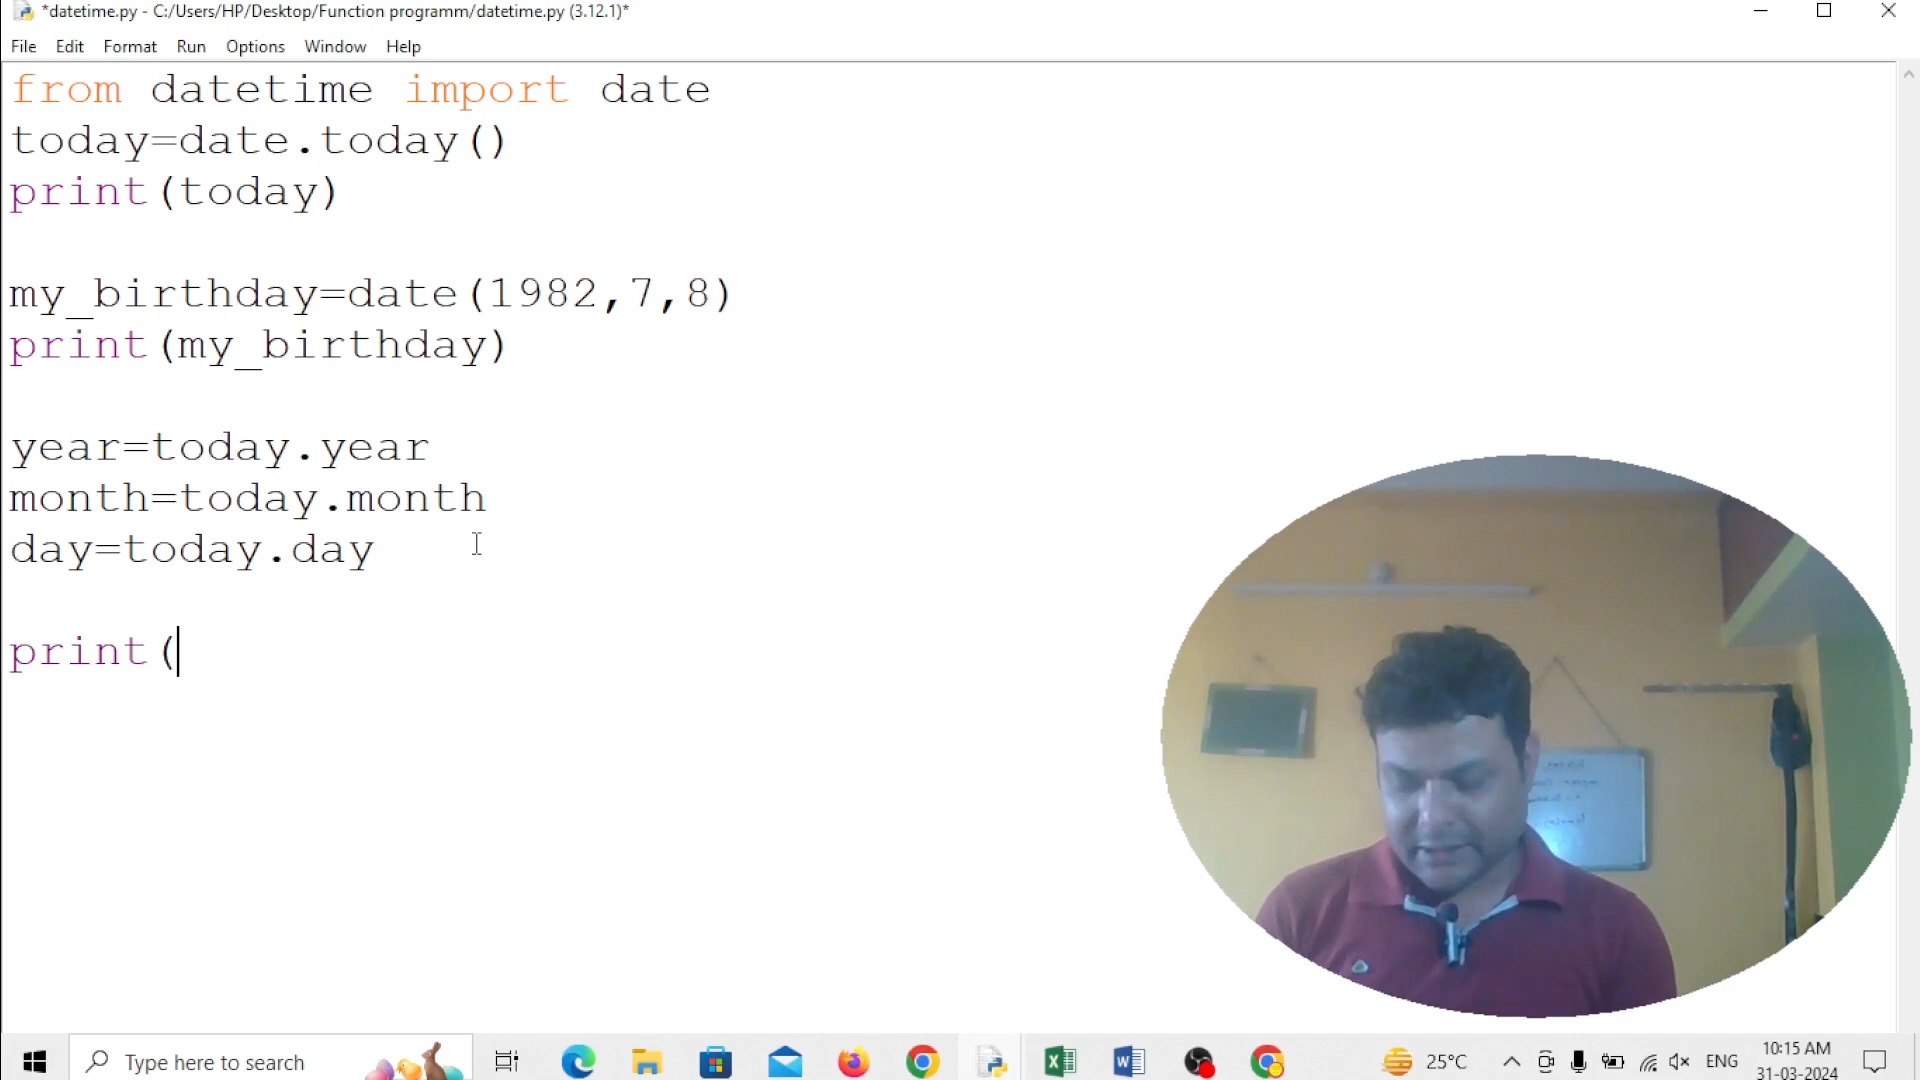 *datetime.py - C:/Users/HP/Desktop/Function programm/datetime.py (3.12.1)*
File Edit Format Run Options Window Help
from datetime import date
today=date.today()
print(today)
my_birthday=date(1982,7,8)
print(my_birthday)
year=today.year
month=today.month
day=today.day
print(
Type here to search
25°C
ENG
10:15 AM
31-03-2024